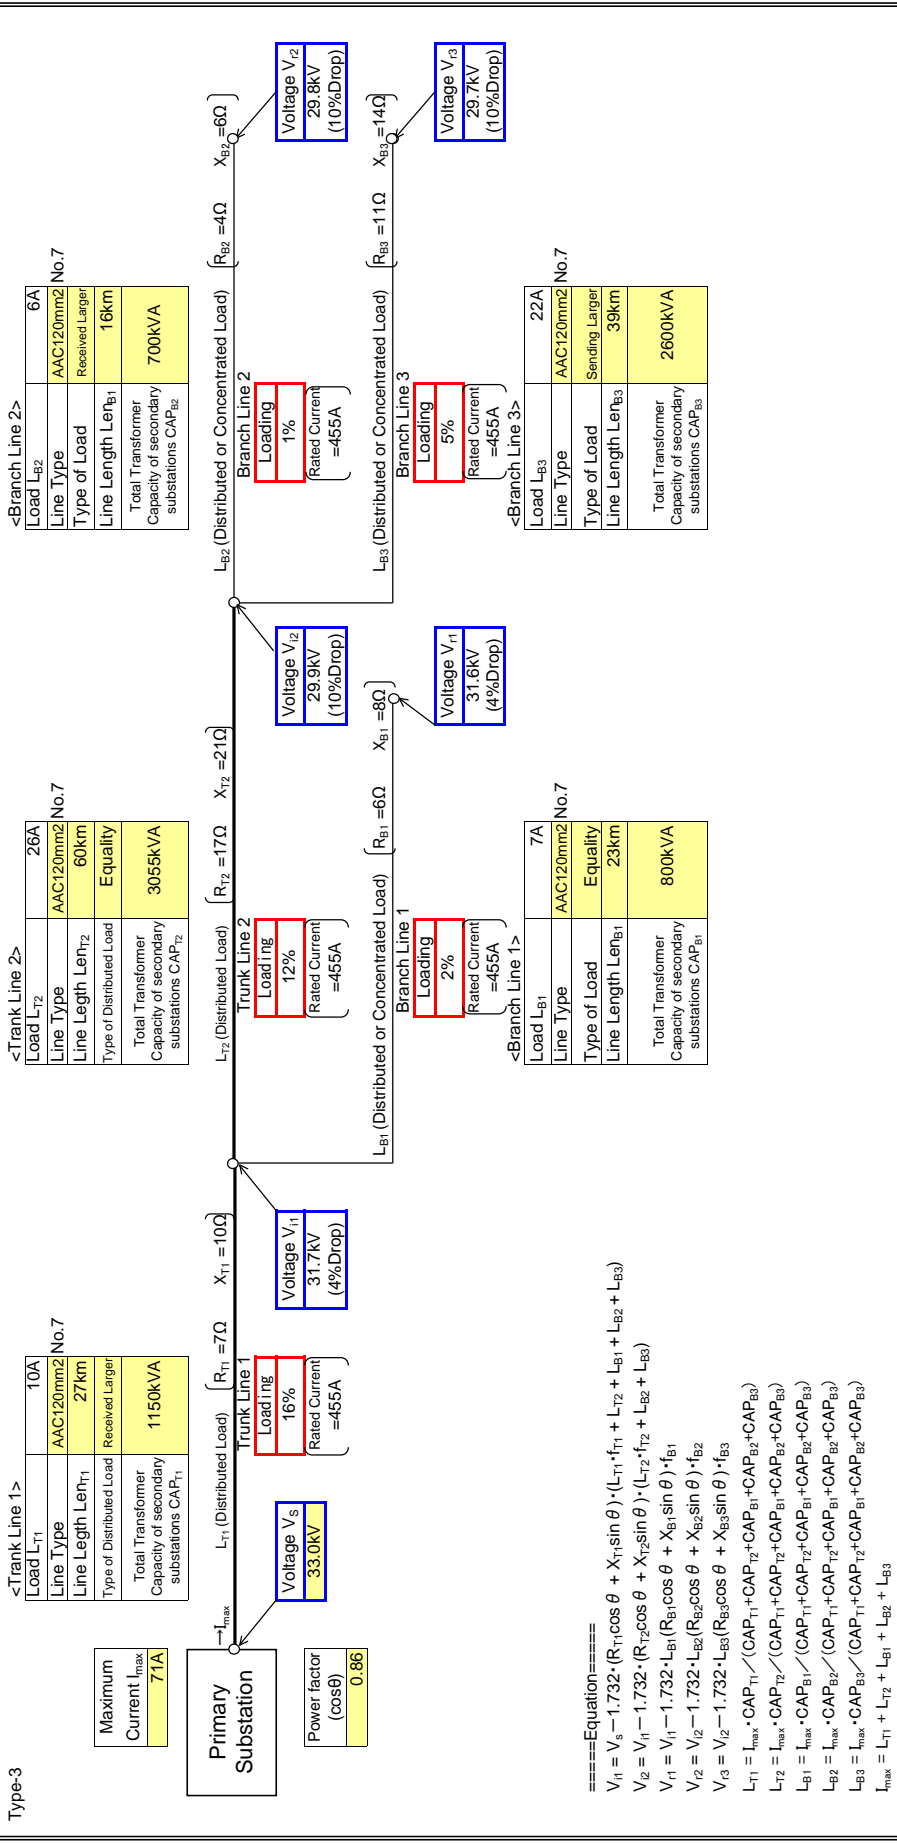 Type-3
Maximum
Current Imax
71A
Primary
Substation
Power factor
(cosθ)
0.86
→Imax
Voltage VS
33.0kV
<Trank Line 1>
Load LT1 10A
Line Type AAC120mm2 No.7
Line Legth LenT1 27km
Type of Distributed Load Received Larger
Total Transformer
Capacity of secondary
substations CAPT1
1150kVA
LT1 (Distributed Load) (RT1 =7Ω XT1 =10Ω)
Trunk Line 1
Loading
16%
(Rated Current
=455A)
Voltage Vi1
31.7kV
(4%Drop)
<Trank Line 2>
Load LT2 26A
Line Type AAC120mm2 No.7
Line Legth LenT2 60km
Type of Distributed Load Equality
Total Transformer
Capacity of secondary
substations CAPT2
3055kVA
LT2 (Distributed Load) (RT2 =17Ω XT2 =21Ω)
Trunk Line 2
Loading
12%
(Rated Current
=455A)
Voltage Vi2
29.9kV
(10%Drop)
LB1 (Distributed or Concentrated Load) (RB1 =6Ω XB1 =8Ω)
Branch Line 1
Loading
2%
(Rated Current
=455A)
Voltage Vr1
31.6kV
(4%Drop)
<Branch Line 1>
Load LB1 7A
Line Type AAC120mm2 No.7
Type of Load Equality
Line Length LenB1 23km
Total Transformer
Capacity of secondary
substations CAPB1
800kVA
<Branch Line 2>
Load LB2 6A
Line Type AAC120mm2 No.7
Type of Load Received Larger
Line Length LenB1 16km
Total Transformer
Capacity of secondary
substations CAPB2
700kVA
LB2 (Distributed or Concentrated Load) (RB2 =4Ω XB2 =6Ω)
Branch Line 2
Loading
1%
(Rated Current
=455A)
Voltage Vr2
29.8kV
(10%Drop)
LB3 (Distributed or Concentrated Load) (RB3 =11Ω XB3 =14Ω)
Branch Line 3
Loading
5%
(Rated Current
=455A)
Voltage Vr3
29.7kV
(10%Drop)
<Branch Line 3>
Load LB3 22A
Line Type AAC120mm2 No.7
Type of Load Sending Larger
Line Length LenB3 39km
Total Transformer
Capacity of secondary
substations CAPB3
2600kVA
=====Equation=====
Vi1 = Vs－1.732･(RT1cos θ + XT1sin θ)･(LT1･fT1 + LT2 + LB1 + LB2 + LB3)
Vi2 = Vi1－1.732･(RT2cos θ + XT2sin θ)･(LT2･fT2 + LB2 + LB3)
Vr1 = Vi1－1.732･LB1(RB1cos θ + XB1sin θ)･fB1
Vr2 = Vi2－1.732･LB2(RB2cos θ + XB2sin θ)･fB2
Vr3 = Vi2－1.732･LB3(RB3cos θ + XB3sin θ)･fB3
LT1 = Imax･CAPT1／(CAPT1+CAPT2+CAPB1+CAPB2+CAPB3)
LT2 = Imax･CAPT2／(CAPT1+CAPT2+CAPB1+CAPB2+CAPB3)
LB1 = Imax･CAPB1／(CAPT1+CAPT2+CAPB1+CAPB2+CAPB3)
LB2 = Imax･CAPB2／(CAPT1+CAPT2+CAPB1+CAPB2+CAPB3)
LB3 = Imax･CAPB3／(CAPT1+CAPT2+CAPB1+CAPB2+CAPB3)
Imax = LT1 + LT2 + LB1 + LB2 + LB3